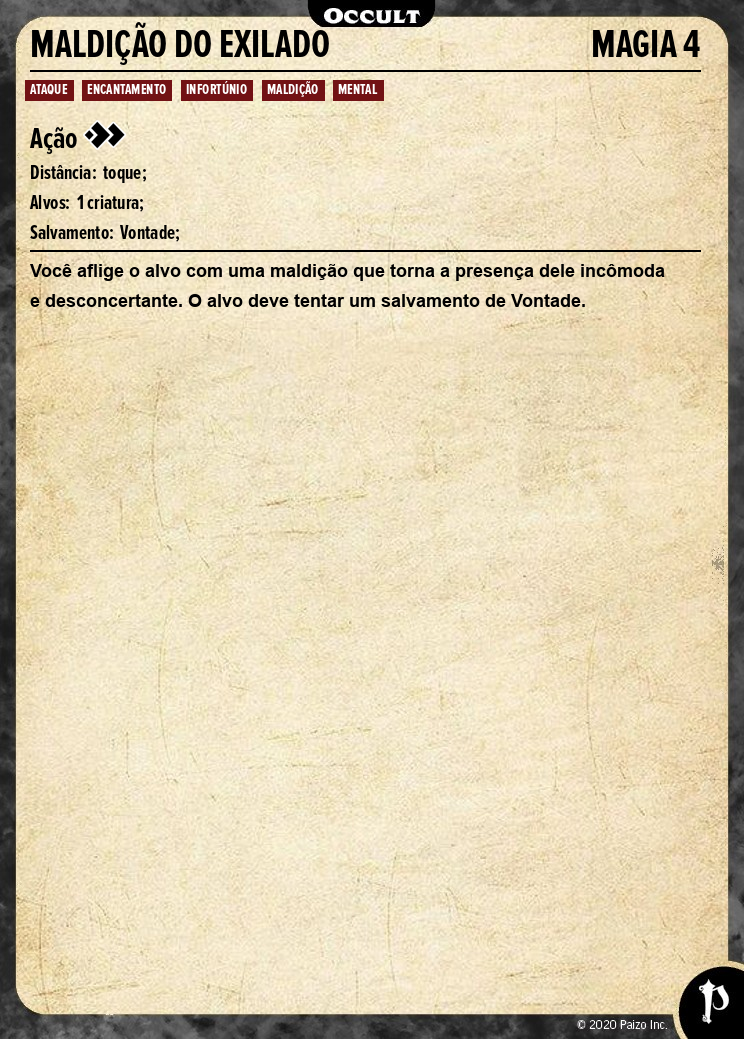 OCCULT
MALDIÇÃO DO EXILADO MAGIA 4
ATAQUE ENCANTAMENTO INFORTÚNIO MALDIÇÃO MENTAL
Ação
Distância: toque;
Alvos: 1 criatura;
Salvamento: Vontade;
Você aflige o alvo com uma maldição que torna a presença dele incômoda
e desconcertante. O alvo deve tentar um salvamento de Vontade.
© 2020 Paizo Inc.
P